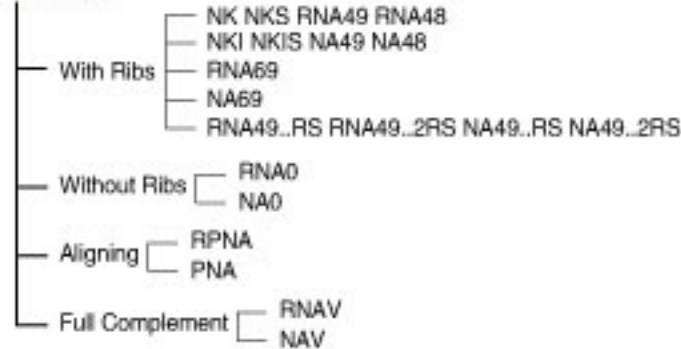 NK NKS RNA49 RNA48
NKI NKIS NA49 NA48
With Ribs
RNA69
NA69
RNA49..RS RNA49..2RS NA49..RS NA49..2RS
Without Ribs
RNA0
NA0
Aligning
RPNA
PNA
Full Complement
RNAV
NAV